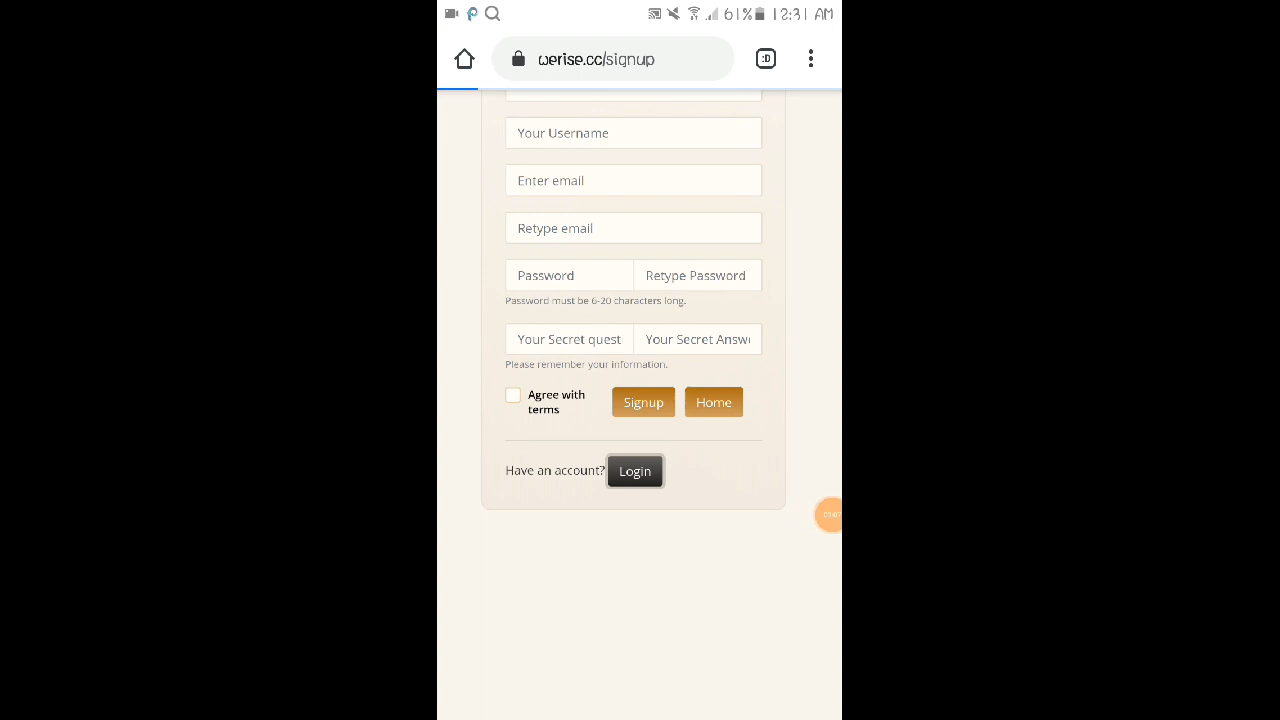 61% 12:31 AM
werise.cc/signup
:D
Your Username
Enter email
Retype email
Password Retype Password
Password must be 6-20 characters long.
Your Secret quest Your Secret Answ
Please remember your information.
Agree with
terms
Signup Home
Have an account? Login